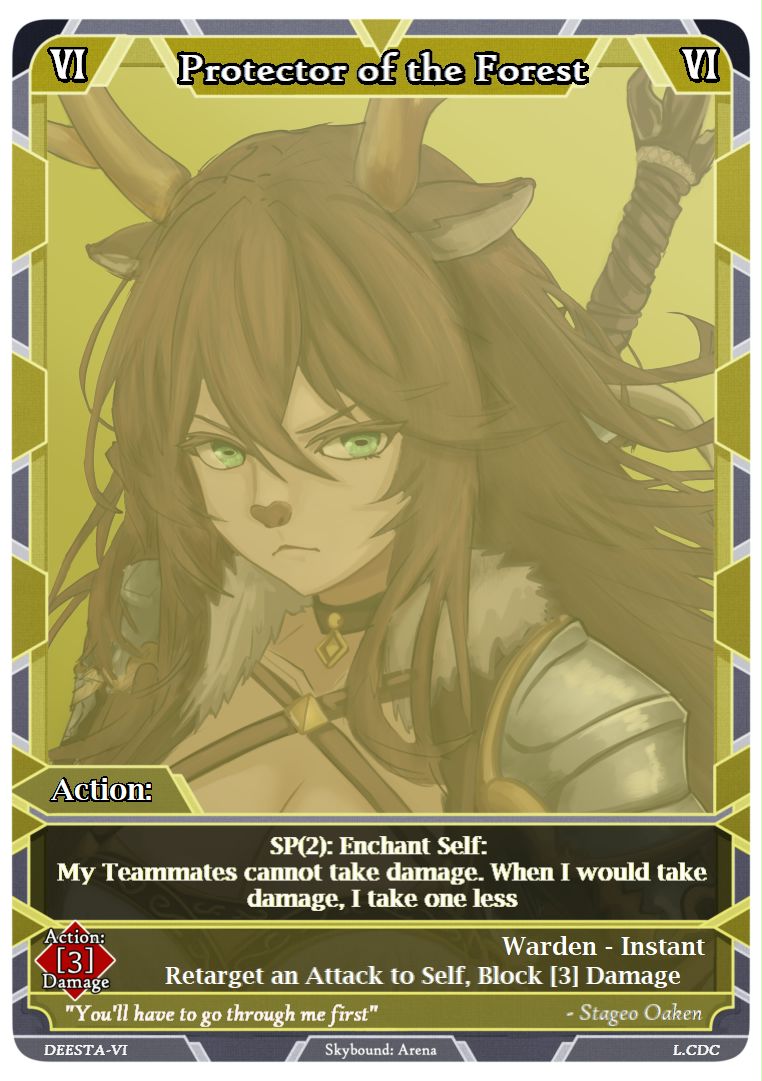 VI Protector of the Forest VI
Action:
SP(2): Enchant Self:
My Teammates cannot take damage. When I would take
damage, I take one less
Action:
[3]
Damage
Warden - Instant
Retarget an Attack to Self, Block [3] Damage
"You'll have to go through me first" - Stageo Oaken
DEESTA-VI Skybound: Arena L.CDC